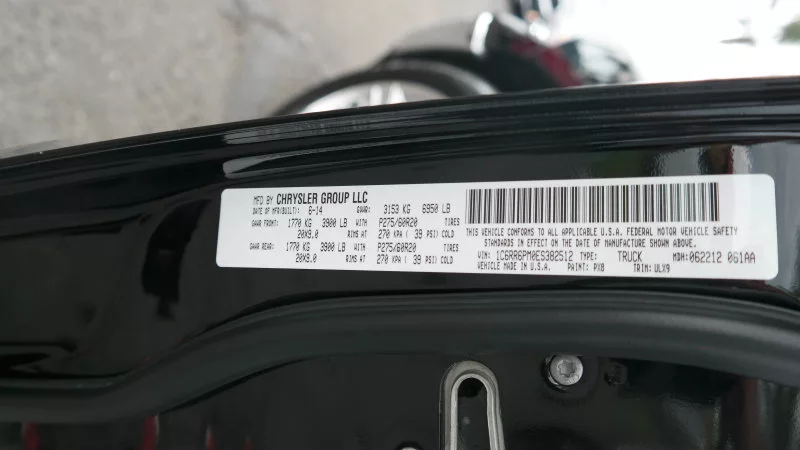 MFD BY CHRYSLER GROUP LLC
DATE OF MFR(BUILT): 6-14 GVWR: 3153 KG 6950 LB
GAWR FRONT: 1770 KG 3900 LB WITH P275/60R20 TIRES
20X9.0 RIMS AT 270 KPA ( 39 PSI) COLD
GAWR REAR: 1770 KG 3900 LB WITH P275/60R20 TIRES
20X9.0 RIMS AT 270 KPA ( 39 PSI) COLD
THIS VEHICLE CONFORMS TO ALL APPLICABLE U.S.A. FEDERAL MOTOR VEHICLE SAFETY
STANDARDS IN EFFECT ON THE DATE OF MANUFACTURE SHOWN ABOVE.
VIN: 1C6RR6PM0ES382512 TYPE: TRUCK MDH: 062212 061AA
VEHICLE MADE IN U.S.A. PAINT: PX8 TRIM: ULX9